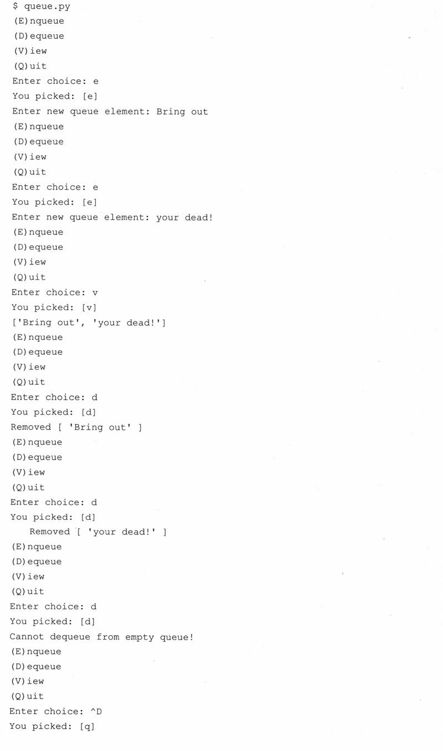 $ queue.py
(E)nqueue
(D)equeue
(V)iew
(Q)uit
Enter choice: e
You picked: [e]
Enter new queue element: Bring out
(E)nqueue
(D)equeue
(V)iew
(Q)uit
Enter choice: e
You picked: [e]
Enter new queue element: your dead!
(E)nqueue
(D)equeue
(V)iew
(Q)uit
Enter choice: v
You picked: [v]
['Bring out', 'your dead!']
(E)nqueue
(D)equeue
(V)iew
(Q)uit
Enter choice: d
You picked: [d]
Removed [ 'Bring out' ]
(E)nqueue
(D)equeue
(V)iew
(Q)uit
Enter choice: d
You picked: [d]
Removed [ 'your dead!' ]
(E)nqueue
(D)equeue
(V)iew
(Q)uit
Enter choice: d
You picked: [d]
Cannot dequeue from empty queue!
(E)nqueue
(D)equeue
(V)iew
(Q)uit
Enter choice: ^D
You picked: [q]